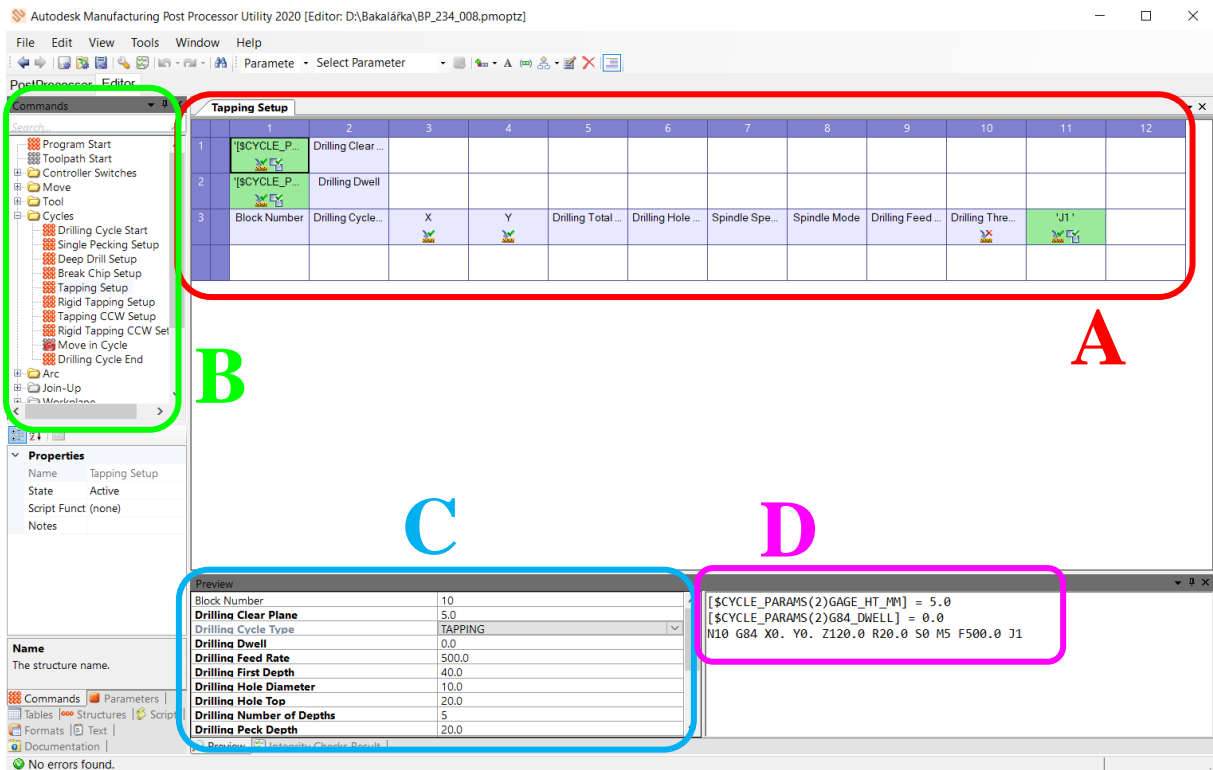 Autodesk Manufacturing Post Processor Utility 2020 [Editor: D:\Bakalářka\BP_234_008.pmoptz]
File Edit View Tools Window Help
Paramete Select Parameter
PostProcessor Editor
Commands
Search...
Program Start
Toolpath Start
Controller Switches
Move
Tool
Cycles
Drilling Cycle Start
Single Pecking Setup
Deep Drill Setup
Break Chip Setup
Tapping Setup
Rigid Tapping Setup
Tapping CCW Setup
Rigid Tapping CCW Set
Move in Cycle
Drilling Cycle End
Arc
Join-Up
Workplane
B
Tapping Setup
1 2 3 4 5 6 7 8 9 10 11 12
1 '[$CYCLE_P... Drilling Clear ...
2 '[$CYCLE_P... Drilling Dwell
3 Block Number Drilling Cycle... X Y Drilling Total ... Drilling Hole ... Spindle Spe... Spindle Mode Drilling Feed ... Drilling Thre... 'J1 '
A
Properties
Name Tapping Setup
State Active
Script Funct (none)
Notes
Name
The structure name.
Commands Parameters
Tables Structures Script
Formats Text
Documentation
C
Preview
Block Number 10
Drilling Clear Plane 5.0
Drilling Cycle Type TAPPING
Drilling Dwell 0.0
Drilling Feed Rate 500.0
Drilling First Depth 40.0
Drilling Hole Diameter 10.0
Drilling Hole Top 20.0
Drilling Number of Depths 5
Drilling Peck Depth 20.0
Preview Integrity Checks Result
D
[$CYCLE_PARAMS(2)GAGE_HT_MM] = 5.0
[$CYCLE_PARAMS(2)G84_DWELL] = 0.0
N10 G84 X0. Y0. Z120.0 R20.0 S0 M5 F500.0 J1
No errors found.